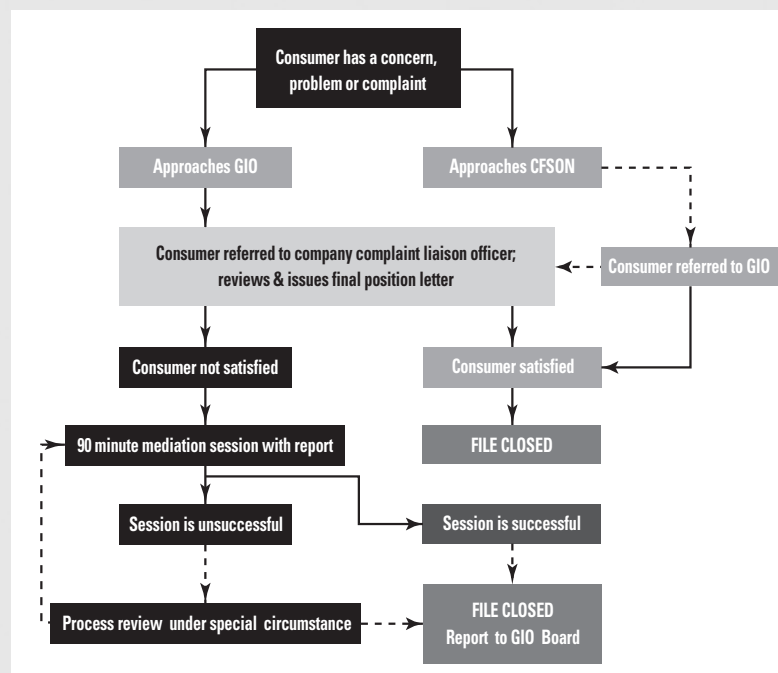 Consumer has a concern,
problem or complaint
Approaches GIO
Approaches CFSON
Consumer referred to company complaint liaison officer;
reviews & issues final position letter
Consumer referred to GIO
Consumer not satisfied
Consumer satisfied
90 minute mediation session with report
FILE CLOSED
Session is unsuccessful
Session is successful
Process review under special circumstance
FILE CLOSED
Report to GIO Board